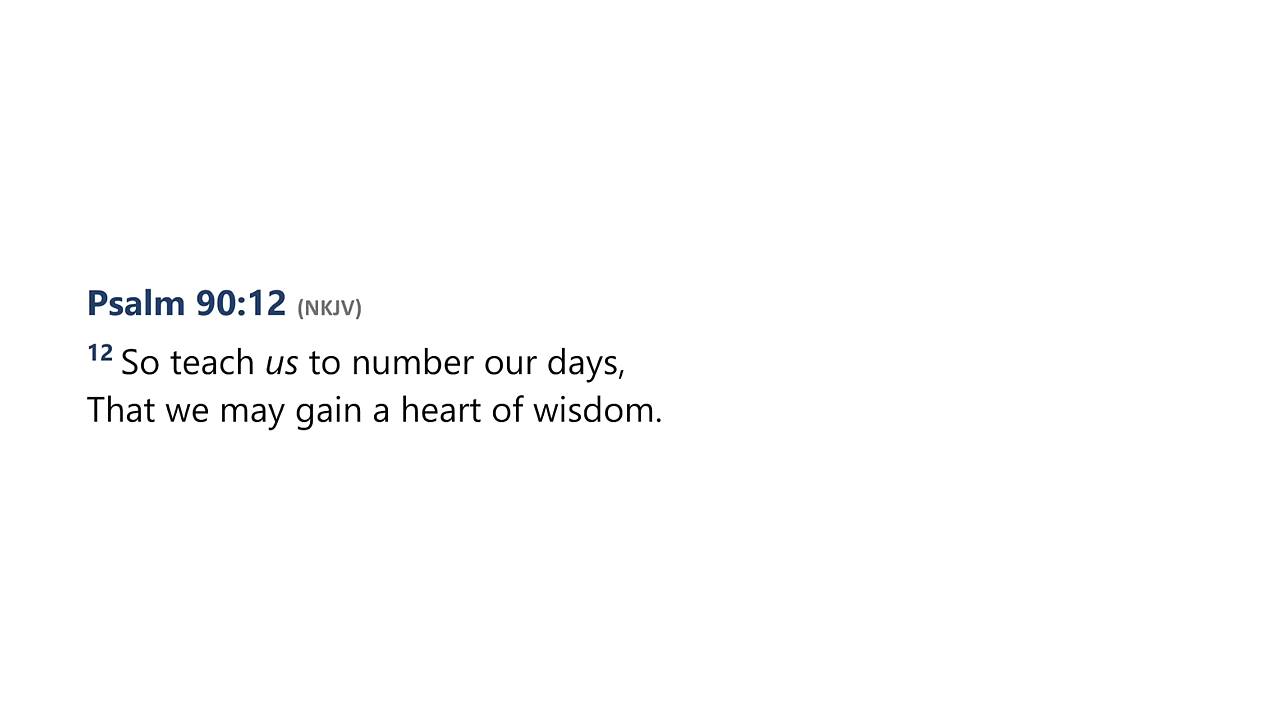 Psalm 90:12 (NKJV)
12 So teach us to number our days,
That we may gain a heart of wisdom.